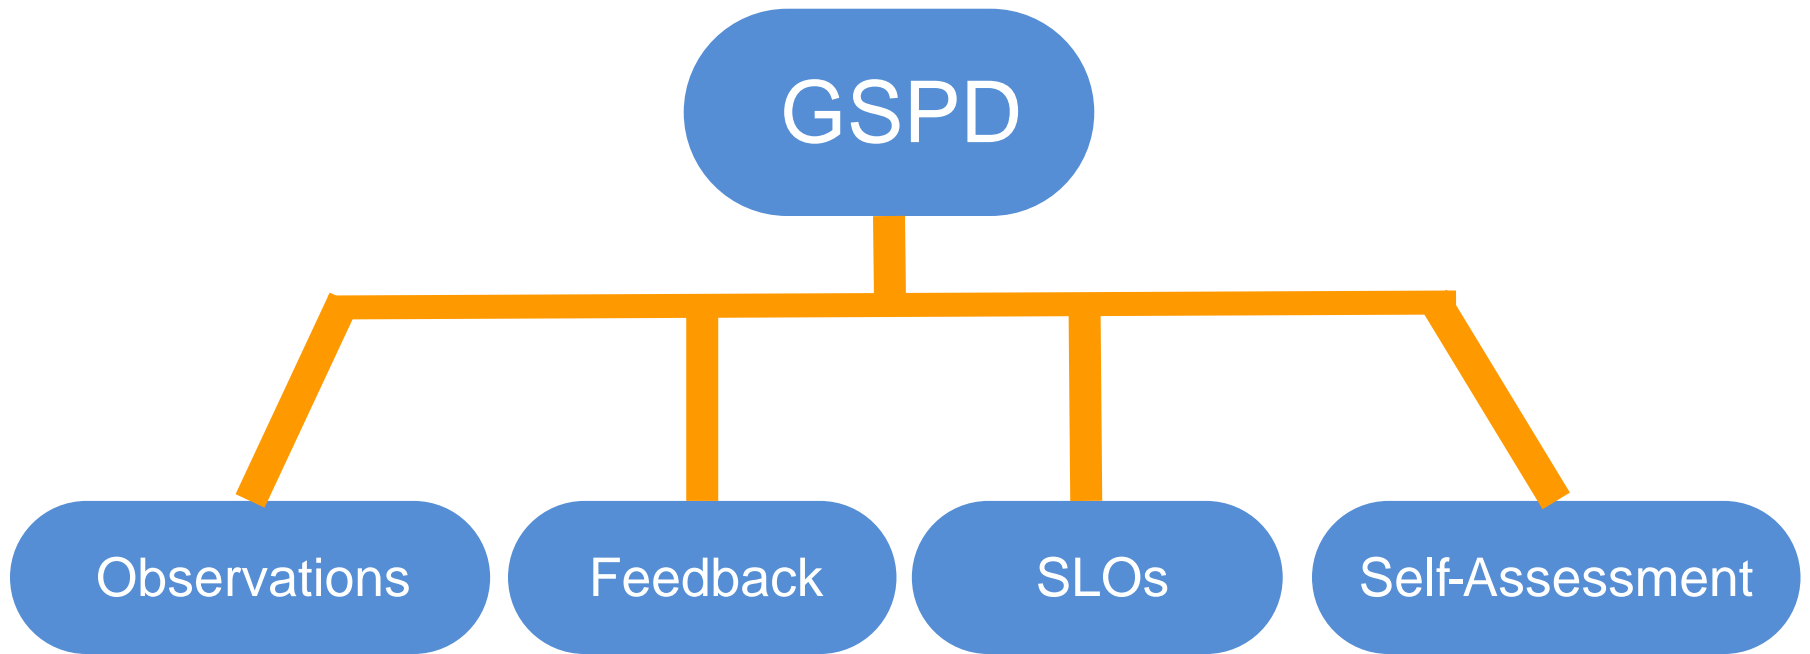 GSPD
Observations
Feedback
SLOs
Self-Assessment